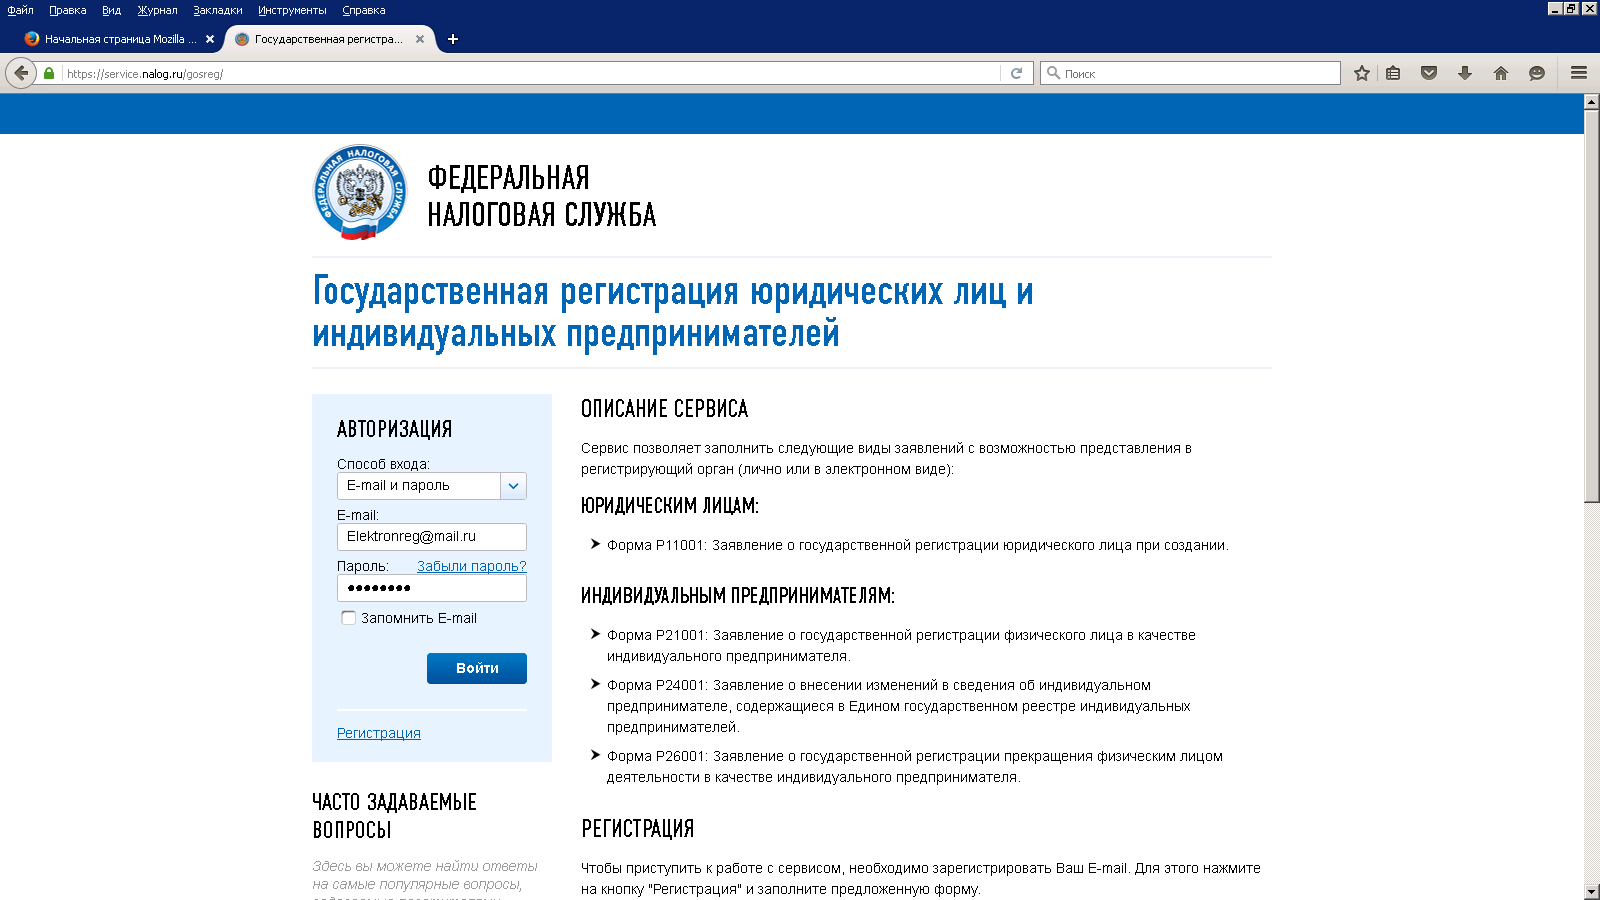 Файл Правка Вид Журнал Закладки Инструменты Справка
Начальная страница Mozilla ...
Государственная регистра...
https://service.nalog.ru/gosreg/
Поиск
ФЕДЕРАЛЬНАЯ НАЛОГОВАЯ СЛУЖБА
ФЕДЕРАЛЬНАЯ
НАЛОГОВАЯ СЛУЖБА
Государственная регистрация юридических лиц и
индивидуальных предпринимателей
АВТОРИЗАЦИЯ
Способ входа:
E-mail и пароль
E-mail:
Elektronreg@mail.ru
Пароль: Забыли пароль?
Запомнить E-mail
Войти
Регистрация
ЧАСТО ЗАДАВАЕМЫЕ
ВОПРОСЫ
Здесь вы можете найти ответы
на самые популярные вопросы,
ОПИСАНИЕ СЕРВИСА
Сервис позволяет заполнить следующие виды заявлений с возможностью представления в
регистрирующий орган (лично или в электронном виде):
ЮРИДИЧЕСКИМ ЛИЦАМ:
Форма Р11001: Заявление о государственной регистрации юридического лица при создании.
ИНДИВИДУАЛЬНЫМ ПРЕДПРИНИМАТЕЛЯМ:
Форма Р21001: Заявление о государственной регистрации физического лица в качестве
индивидуального предпринимателя.
Форма Р24001: Заявление о внесении изменений в сведения об индивидуальном
предпринимателе, содержащиеся в Едином государственном реестре индивидуальных
предпринимателей.
Форма Р26001: Заявление о государственной регистрации прекращения физическим лицом
деятельности в качестве индивидуального предпринимателя.
РЕГИСТРАЦИЯ
Чтобы приступить к работе с сервисом, необходимо зарегистрировать Ваш E-mail. Для этого нажмите
на кнопку "Регистрация" и заполните предложенную форму.